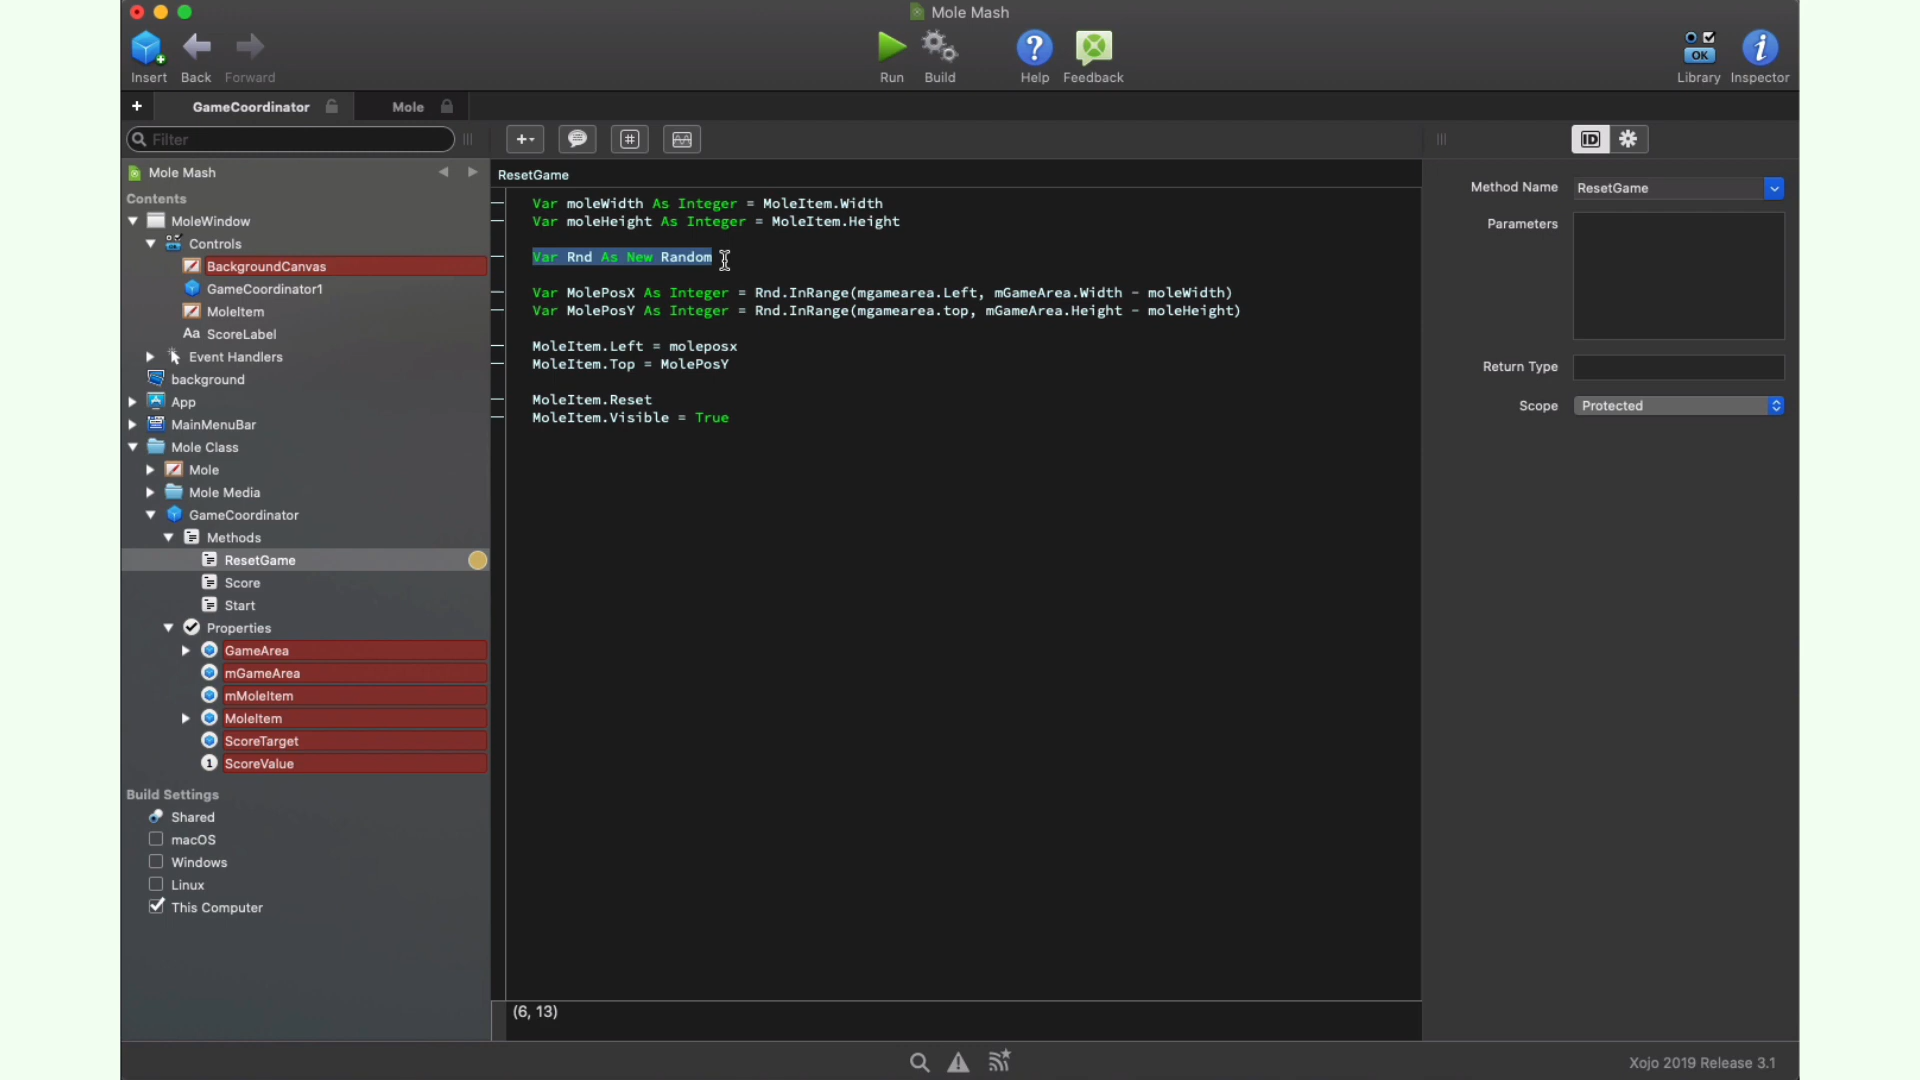 Mole Mash
Insert
Back
Forward
Run
Build
Help
Feedback
OK
Library
Inspector
+
GameCoordinator
Mole
Filter
ID
Mole Mash
Contents
MoleWindow
Controls
BackgroundCanvas
GameCoordinator1
MoleItem
Aa ScoreLabel
Event Handlers
background
App
MainMenuBar
Mole Class
Mole
Mole Media
GameCoordinator
Methods
ResetGame
Score
Start
Properties
GameArea
mGameArea
mMoleItem
MoleItem
ScoreTarget
1 ScoreValue
Build Settings
Shared
macOS
Windows
Linux
This Computer
ResetGame
Var moleWidth As Integer = MoleItem.Width
Var moleHeight As Integer = MoleItem.Height
Var Rnd As New Random
Var MolePosX As Integer = Rnd.InRange(mgamearea.Left, mGameArea.Width - moleWidth)
Var MolePosY As Integer = Rnd.InRange(mgamearea.top, mGameArea.Height - moleHeight)
MoleItem.Left = moleposx
MoleItem.Top = MolePosY
MoleItem.Reset
MoleItem.Visible = True
(6, 13)
Method Name
ResetGame
Parameters
Return Type
Scope
Protected
Xojo 2019 Release 3.1